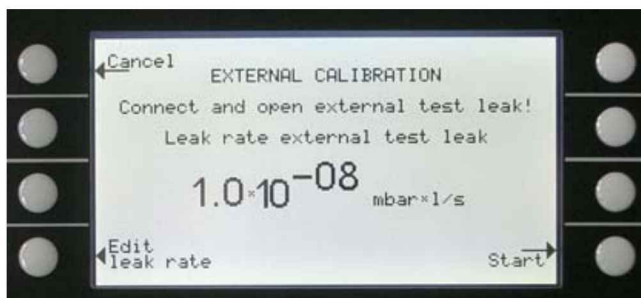 Cancel
EXTERNAL CALIBRATION
Connect and open external test leak!
Leak rate external test leak
1.0×10⁻⁰⁸ mbar×l/s
Edit
leak rate
Start